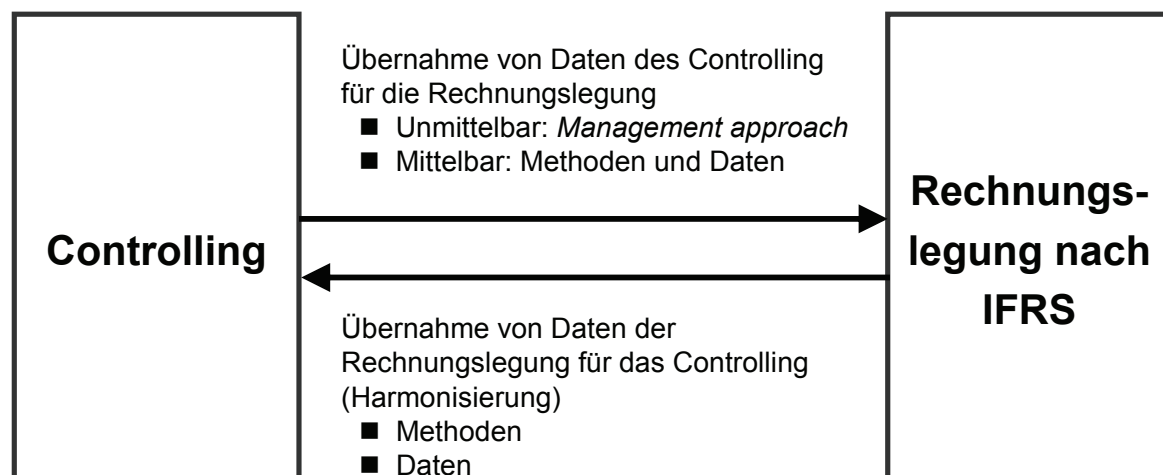 Controlling
Übernahme von Daten des Controlling
für die Rechnungslegung
■ Unmittelbar: Management approach
■ Mittelbar: Methoden und Daten
Übernahme von Daten der
Rechnungslegung für das Controlling
(Harmonisierung)
■ Methoden
■ Daten
Rechnungs-
legung nach
IFRS